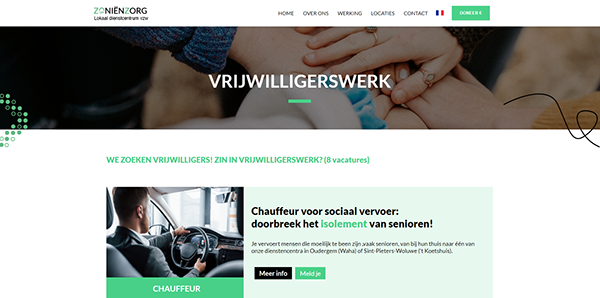 ZONIËNZORG
Lokaal dienstcentrum vzw
HOME OVER ONS WERKING LOCATIES CONTACT DONEER €
VRIJWILLIGERSWERK
WE ZOEKEN VRIJWILLIGERS! ZIN IN VRIJWILLIGERSWERK? (8 vacatures)
Chauffeur voor sociaal vervoer:
doorbreek het isolement van senioren!
Je vervoert mensen die moeilijk te been zijn ,vaak senioren, van bij hun thuis naar één van
onze dienstencentra in Oudergem (Waha) of Sint-Pieters-Woluwe ('t Koetshuis).
Meer info Meld je
CHAUFFEUR